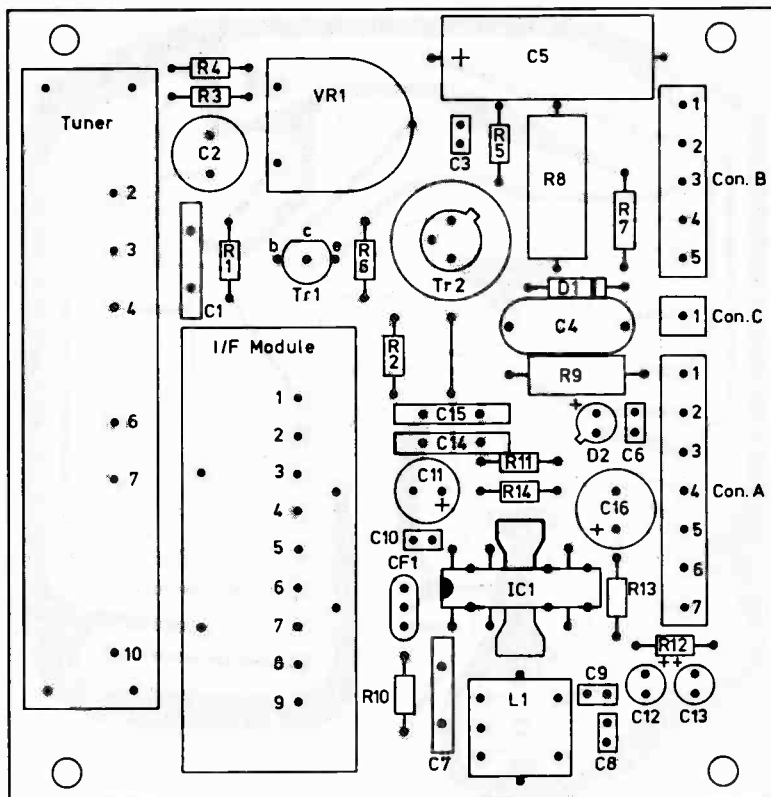 R4
R3
VR1
+
C5
Tuner
C2
C3
R5
R8
1
2
3
4
5
Con. B
R7
2
3
4
6
7
10
C1
R1
b
c
e
Tr1
R6
Tr2
D1
C4
1
Con.C
I/F Module
1
2
3
4
5
6
7
8
9
R2
R9
C15
C14
C11
+
R11
R14
+
D2
C6
C16
+
1
2
3
4
5
6
7
Con.A
C10
CF1
IC1
R13
R12
++
R10
C7
L1
C9
C8
C12
C13